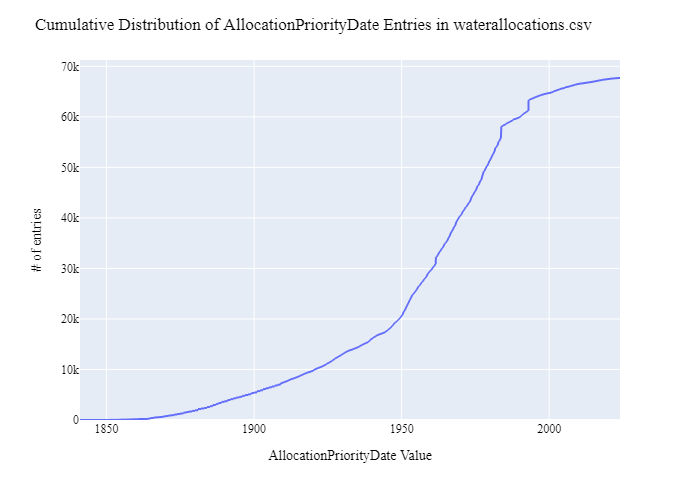 Cumulative Distribution of AllocationPriorityDate Entries in waterallocations.csv
70k
60k
50k
40k
30k
20k
10k
0
# of entries
1850
1900
1950
2000
AllocationPriorityDate Value